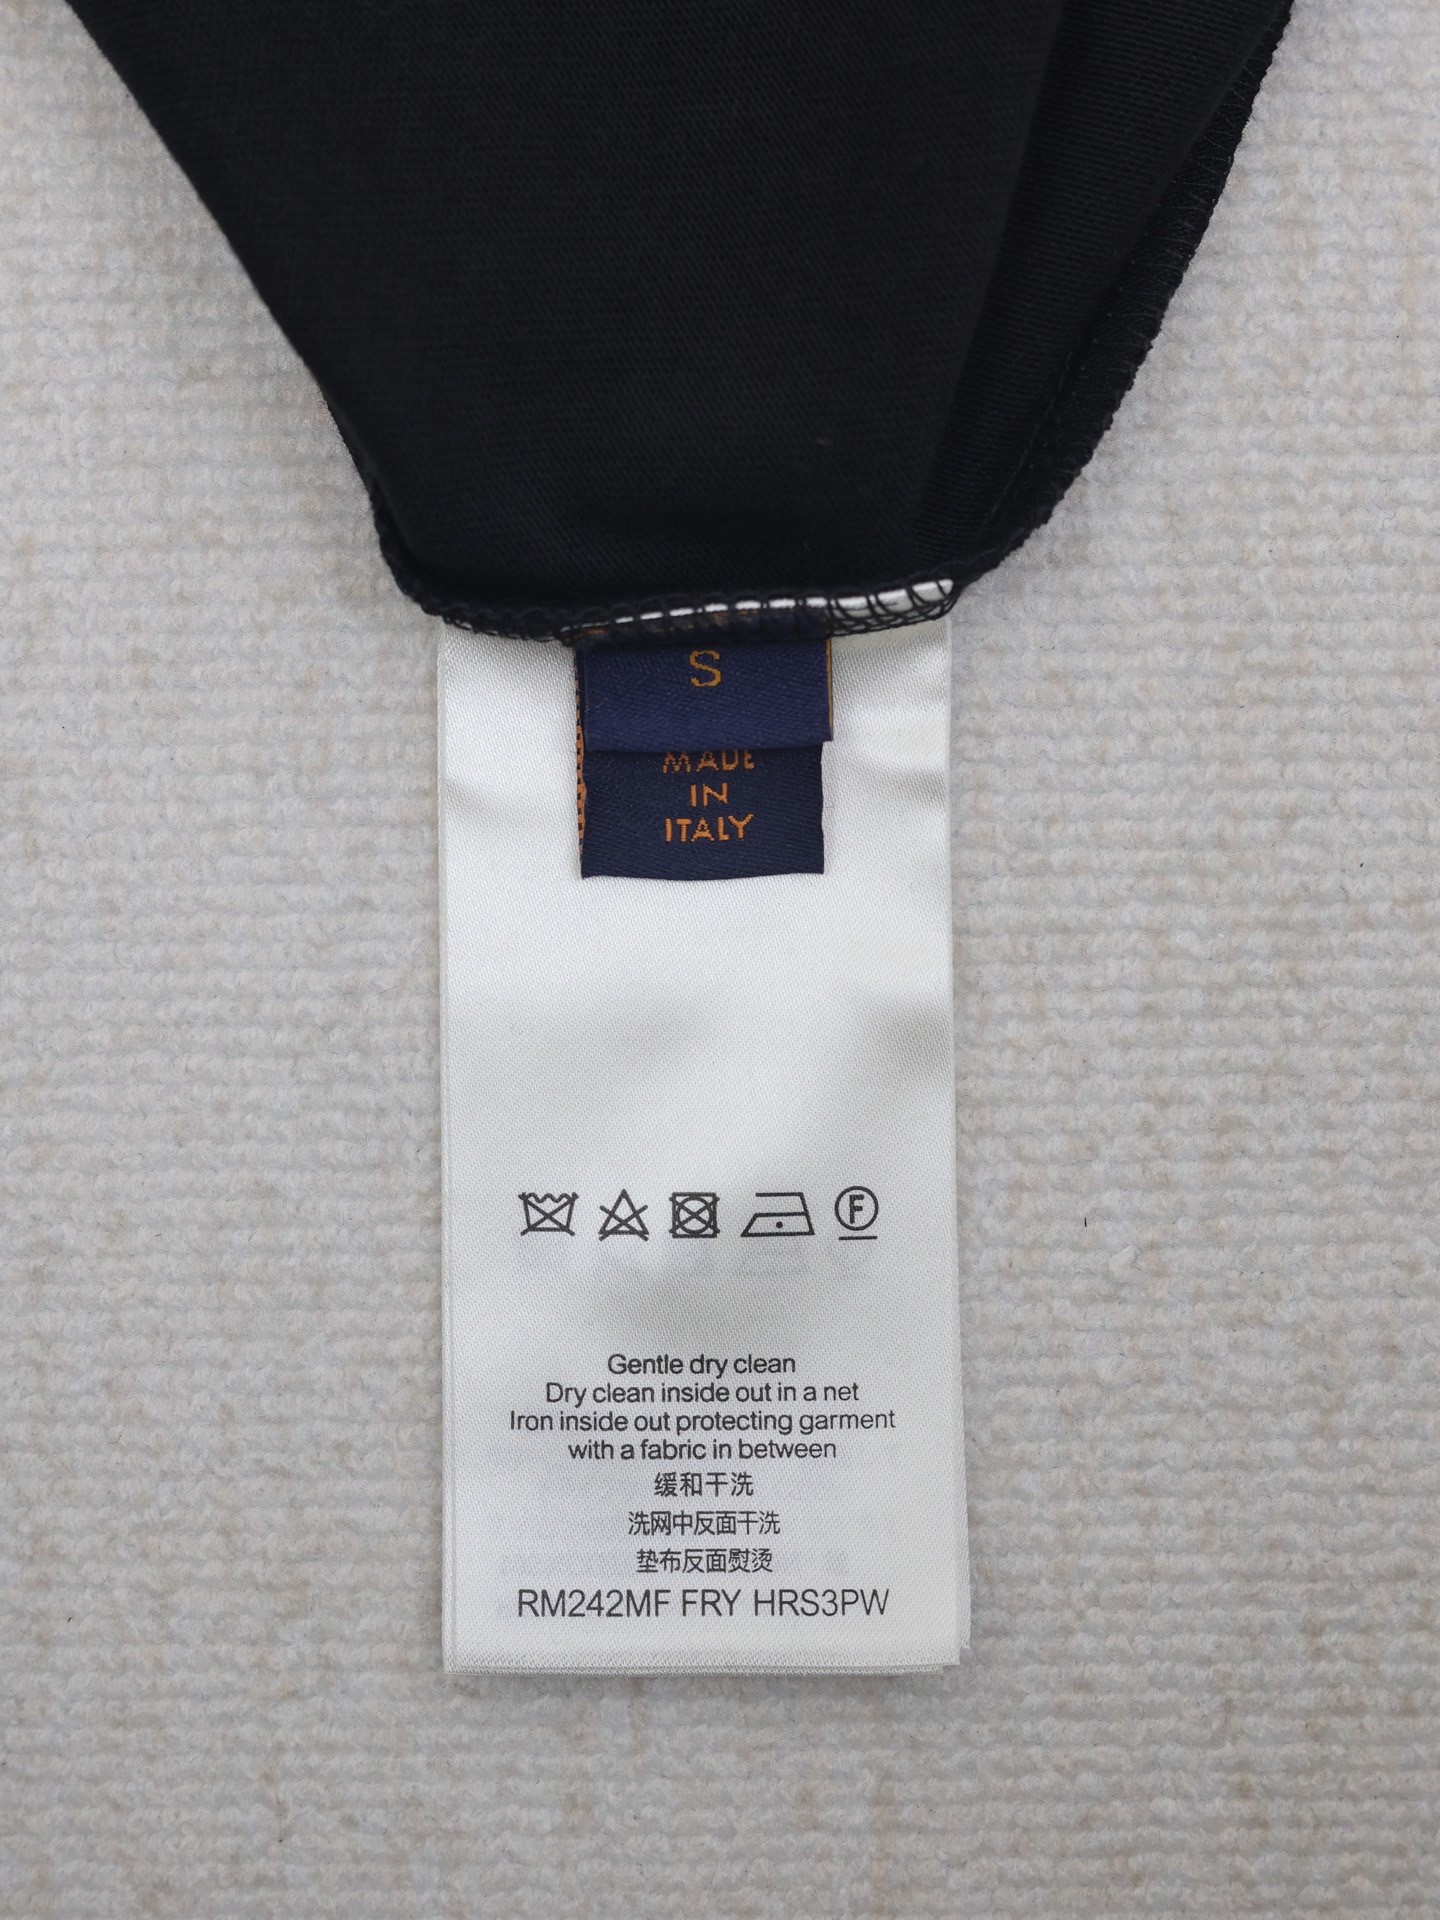 S
MADE
IN
ITALY
F
Gentle dry clean
Dry clean inside out in a net
Iron inside out protecting garment
with a fabric in between
缓和干洗
洗网中反面干洗
垫布反面熨烫
RM242MF FRY HRS3PW